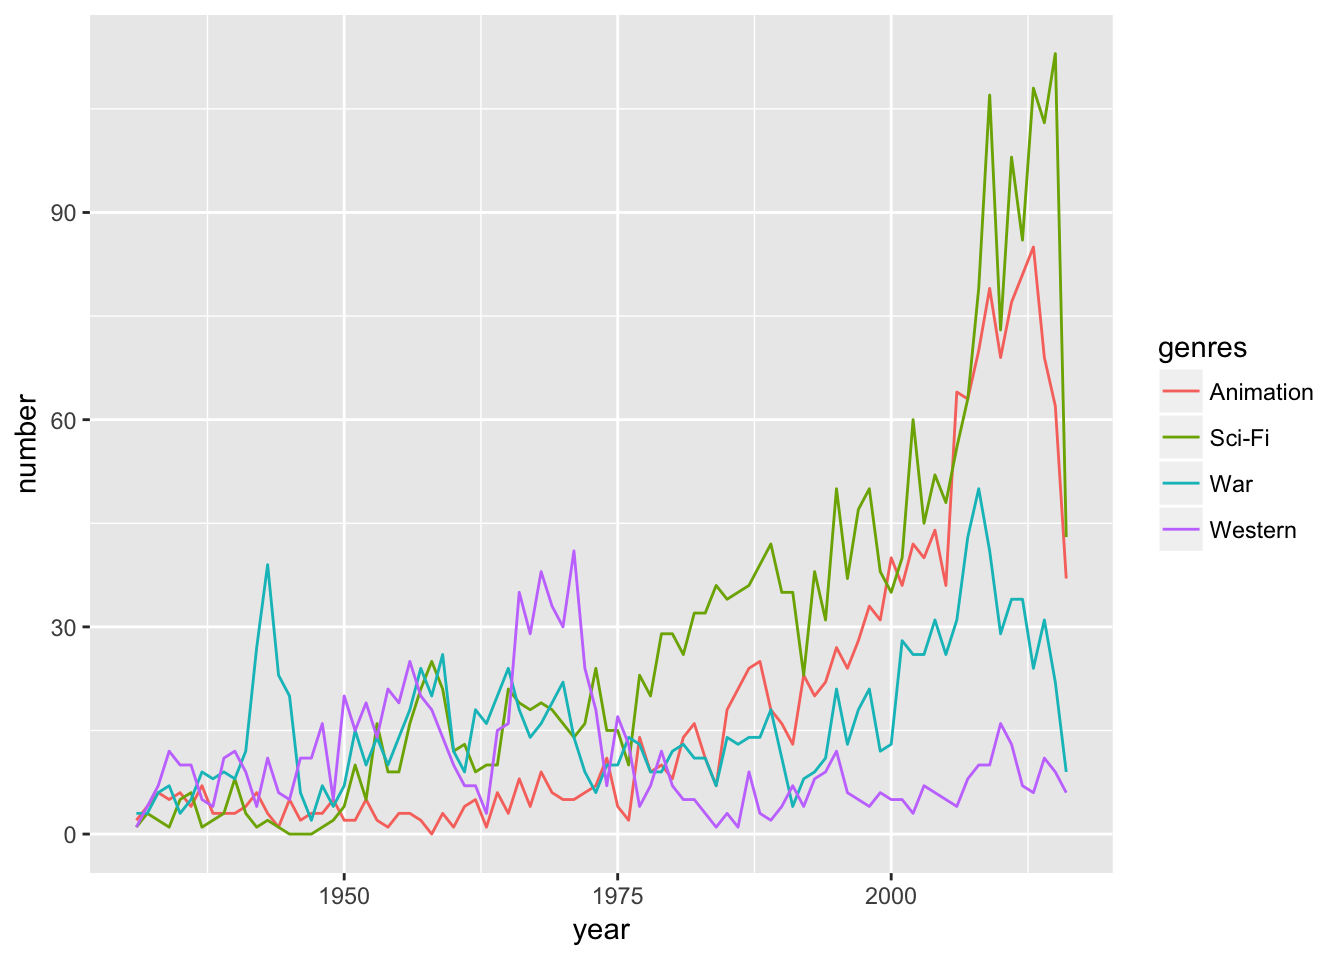 90
60
30
0
number
1950
1975
2000
year
genres
Animation
Sci-Fi
War
Western